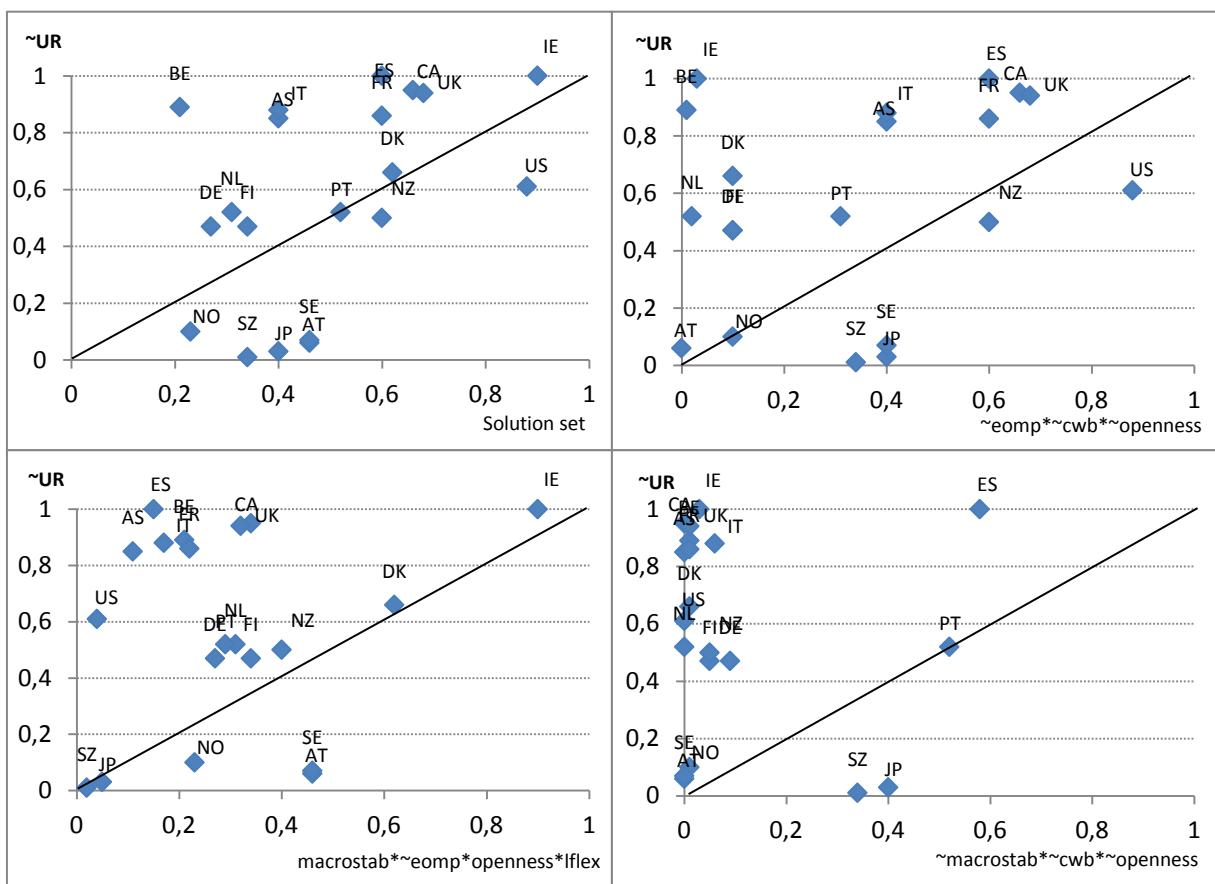 ~UR
IE
ES
CA
UK
BE
FR
IT
AS
DK
US
NL
DE
FI
PT
NZ
NO
SZ
JP
SE
AT
1
0,8
0,6
0,4
0,2
0
0 0,2 0,4 0,6 0,8 1
Solution set
~UR
IE
ES
CA
UK
BE
FR
IT
AS
DK
US
NL
DE
FI
PT
NZ
AT
NO
SZ
SE
JP
1
0,8
0,6
0,4
0,2
0
0 0,2 0,4 0,6 0,8 1
~eomp*~cwb*~openness
~UR
ES
IE
AS
BE
FR
IT
CA
UK
US
DK
DE
PT
NL
FI
NZ
SZ
JP
NO
SE
AT
1
0,8
0,6
0,4
0,2
0
0 0,2 0,4 0,6 0,8 1
macrostab*~eomp*openness*lflex
~UR
IE
ES
CA
BE
FR
AS
UK
IT
DK
US
NL
FI
NZ
DE
PT
SE
AT
NO
SZ
JP
1
0,8
0,6
0,4
0,2
0
0 0,2 0,4 0,6 0,8 1
~macrostab*~cwb*~openness